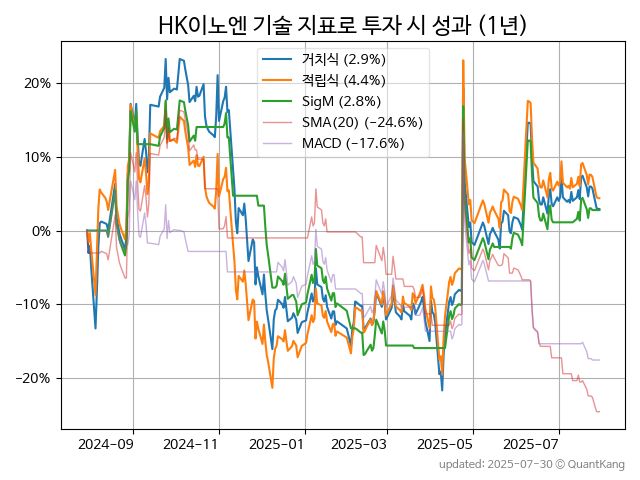 HK이노엔 기술 지표로 투자 시 성과 (1년)
거치식 (2.9%)
적립식 (4.4%)
SigM (2.8%)
SMA(20) (−24.6%)
MACD (−17.6%)
20%
10%
0%
−10%
−20%
2024-09 2024-11 2025-01 2025-03 2025-05 2025-07
updated: 2025-07-30 © QuantKang